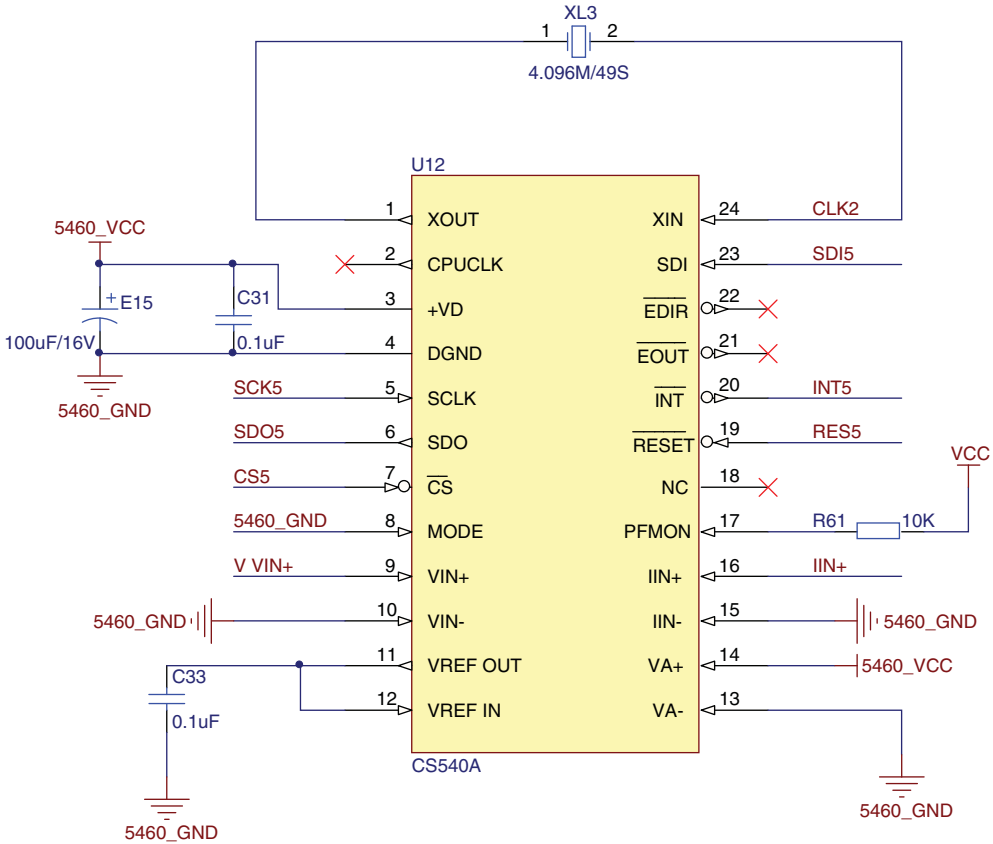 XL3
1 2
4.096M/49S
U12
1 XOUT XIN 24 CLK2
5460_VCC
2 CPUCLK SDI 23 SDI5
+ E15 C31 3 +VD EDIR 22
100uF/16V 0.1uF 4 DGND EOUT 21
5460_GND
SCK5 5 SCLK INT 20 INT5
SDO5 6 SDO RESET 19 RES5
VCC
CS5 7 CS NC 18
5460_GND 8 MODE PFMON 17 R61 10K
V VIN+ 9 VIN+ IIN+ 16 IIN+
5460_GND 10 VIN- IIN- 15 5460_GND
11 VREF OUT VA+ 14 5460_VCC
C33
0.1uF
12 VREF IN VA- 13
CS540A
5460_GND
5460_GND